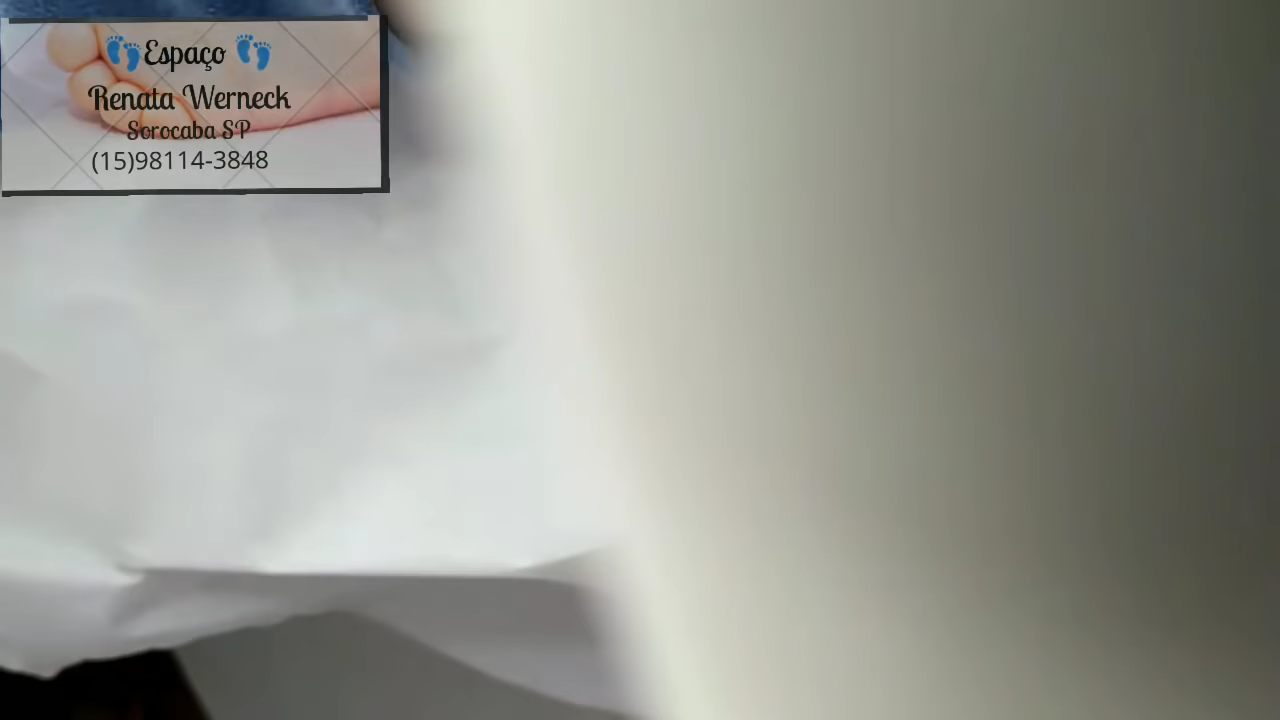 👣Espaço 👣
Renata Werneck
Sorocaba SP
(15)98114-3848